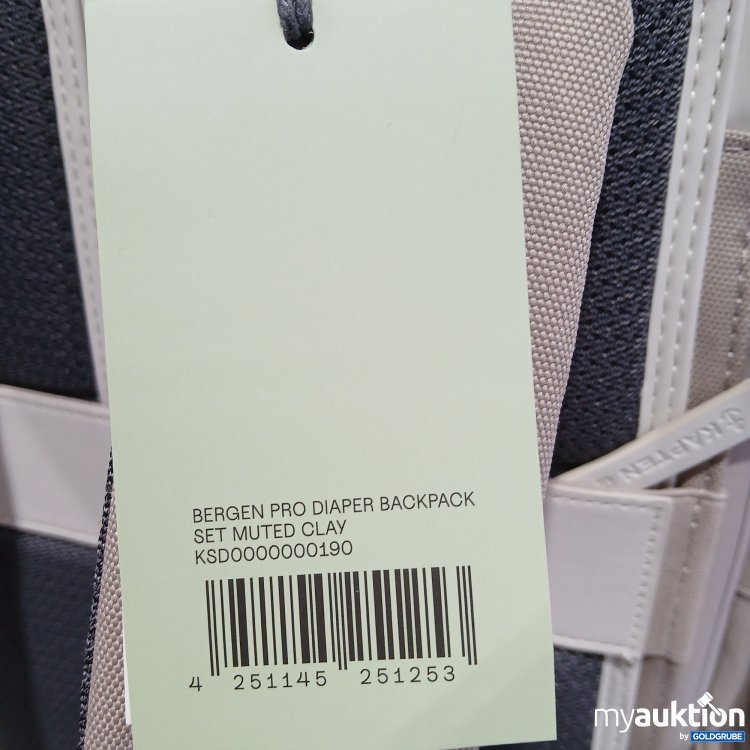 BERGEN PRO DIAPER BACKPACK
SET MUTED CLAY
KSD0000000190
4 251145 251253
KAPTEN &
myauktion
by GOLDGRUBE